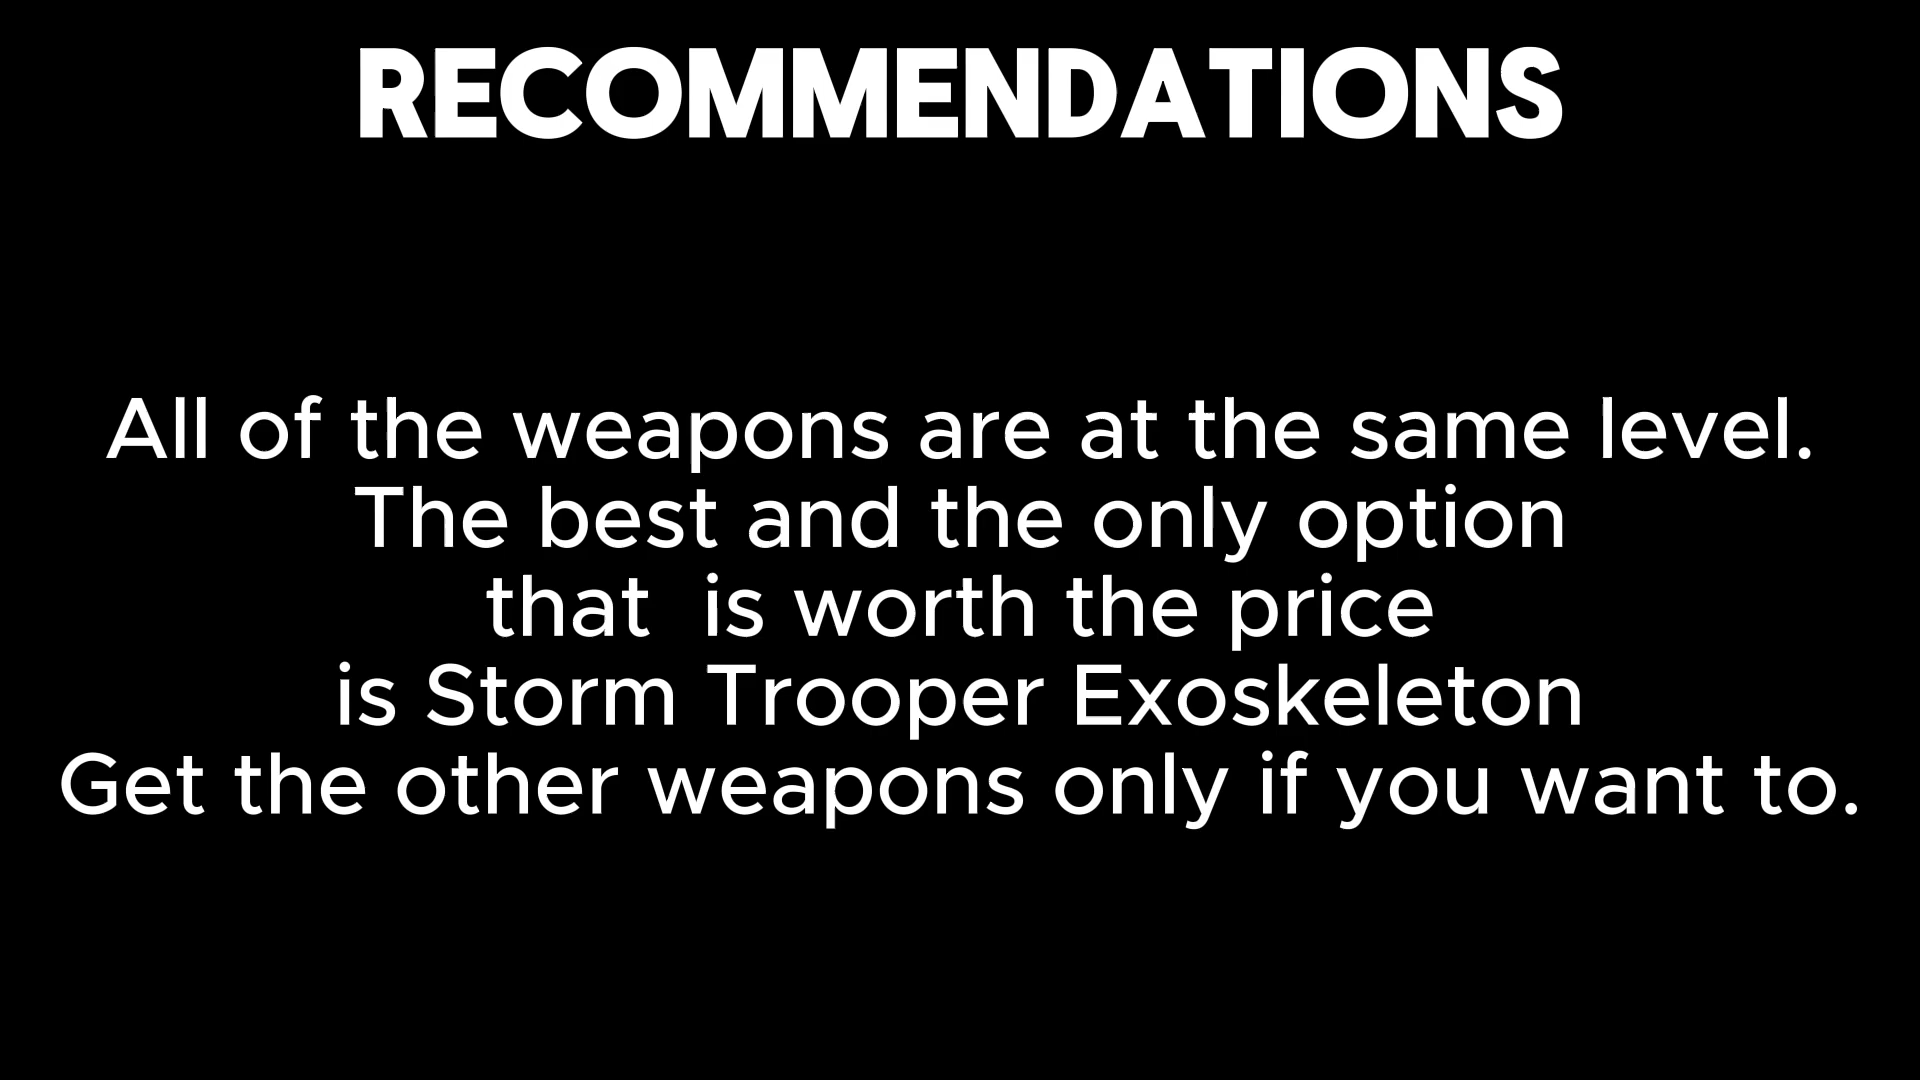 RECOMMENDATIONS
All of the weapons are at the same level.
The best and the only option
that  is worth the price
is Storm Trooper Exoskeleton
Get the other weapons only if you want to.